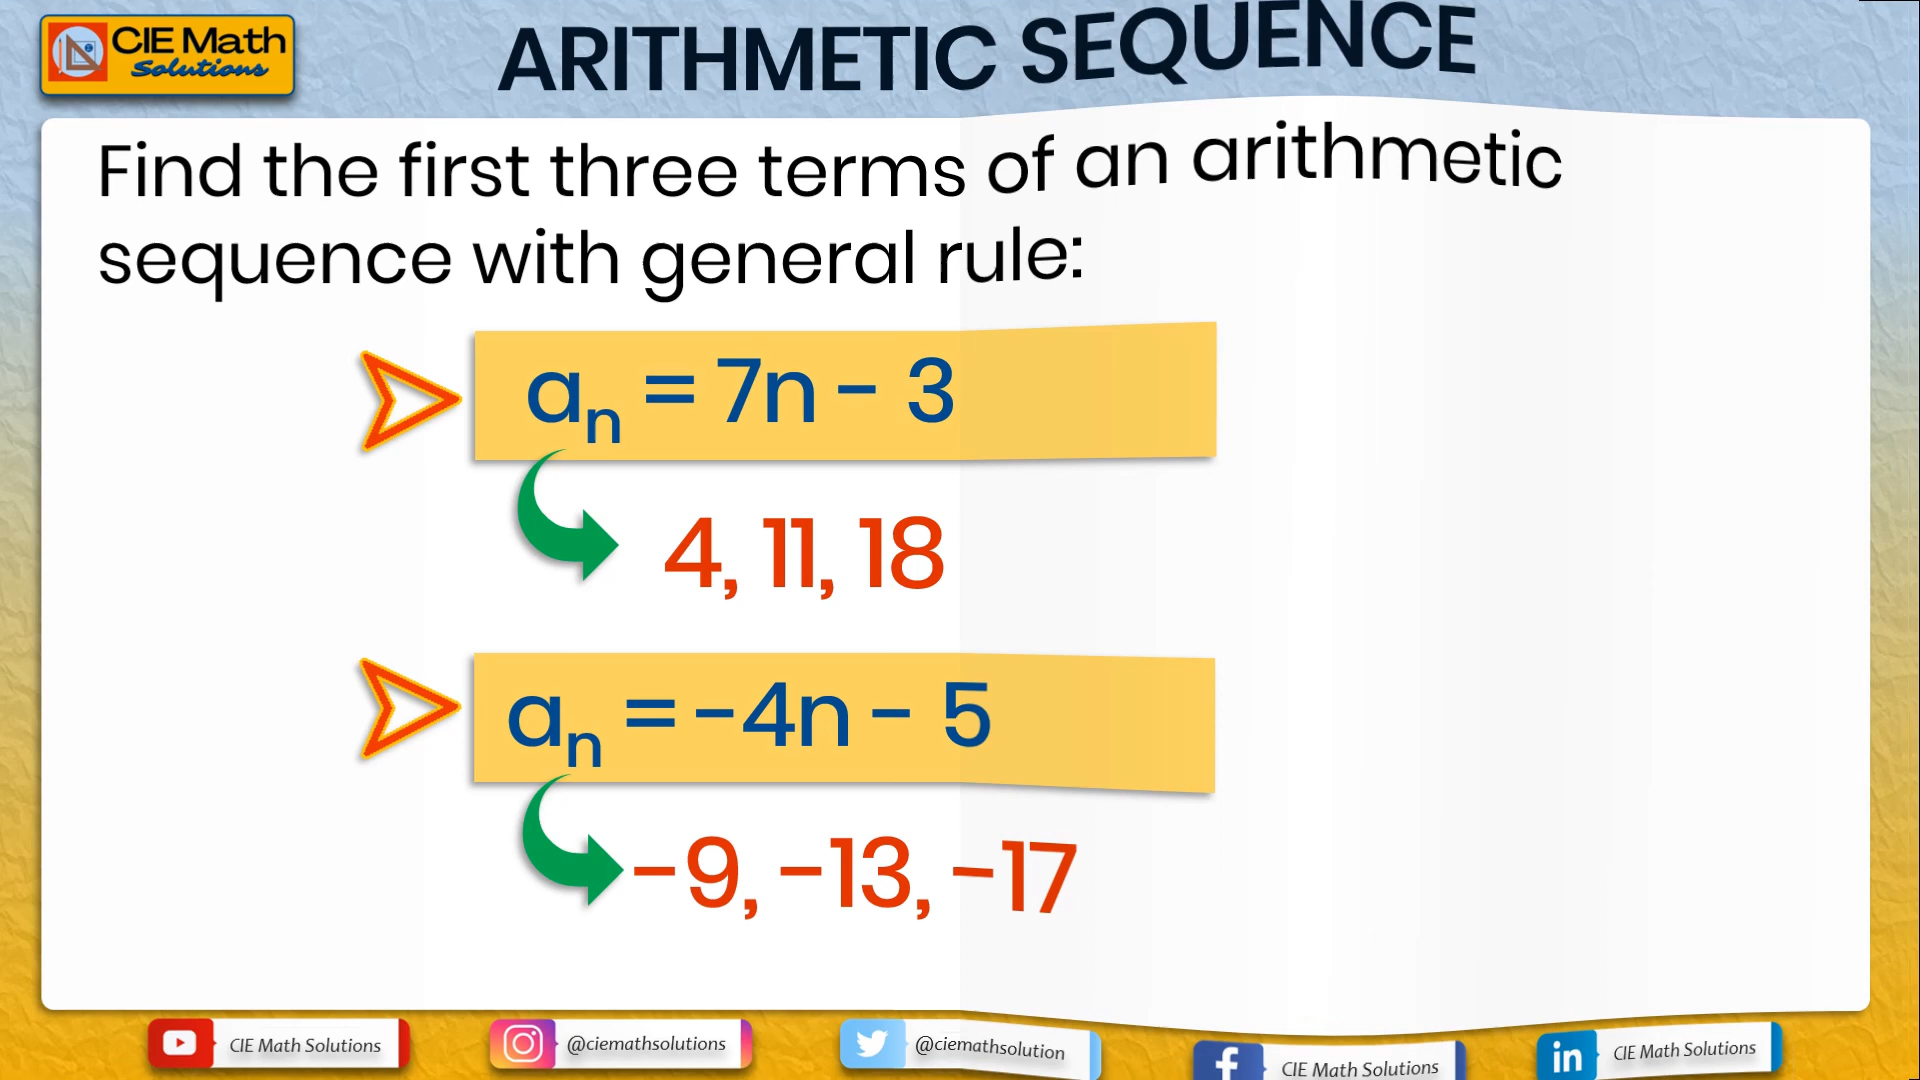 CIE Math
Solutions
ARITHMETIC SEQUENCE
Find the first three terms of an arithmetic
sequence with general rule:
aₙ = 7n - 3
4, 11, 18
aₙ = -4n - 5
-9, -13, -17
CIE Math Solutions
@ciemathsolutions
@ciemathsolution
CIE Math Solutions
CIE Math Solutions